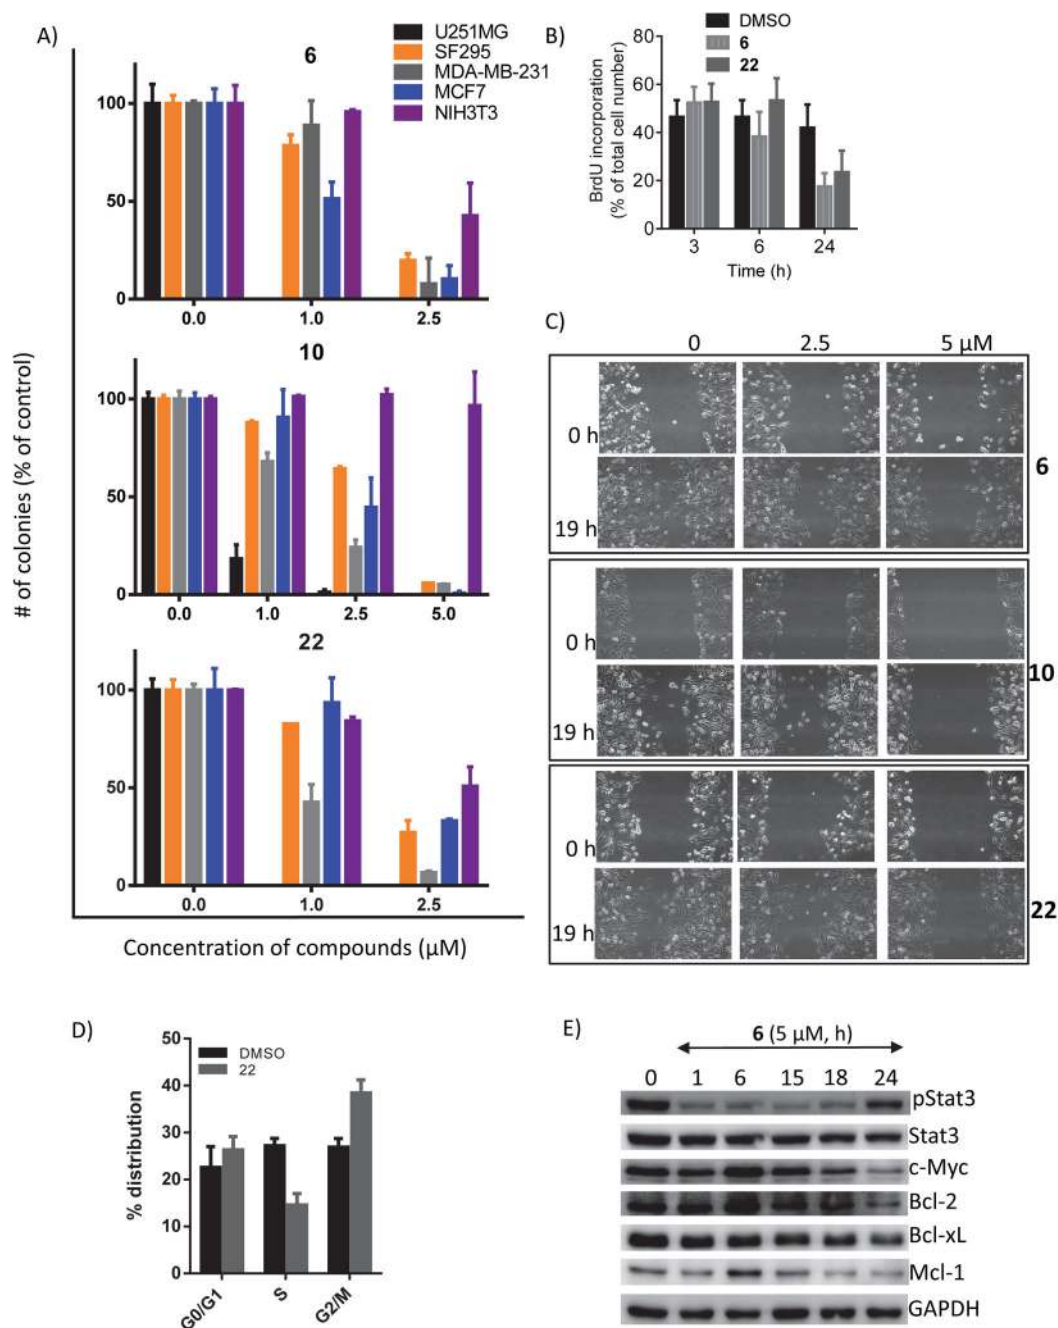 A)
6
U251MG
SF295
MDA-MB-231
MCF7
NIH3T3
100
50
0
0.0 1.0 2.5
10
100
50
0
0.0 1.0 2.5 5.0
22
100
50
0
0.0 1.0 2.5
# of colonies (% of control)
Concentration of compounds (µM)
B)
DMSO
6
22
80
60
40
20
0
BrdU incorporation
(% of total cell number)
3 6 24
Time (h)
C)
0 2.5 5 µM
0 h
19 h
6
0 h
19 h
10
0 h
19 h
22
D)
50
40
30
20
10
0
% distribution
DMSO
22
G0/G1 S G2/M
E)
6 (5 µM, h)
0 1 6 15 18 24
pStat3
Stat3
c-Myc
Bcl-2
Bcl-xL
Mcl-1
GAPDH